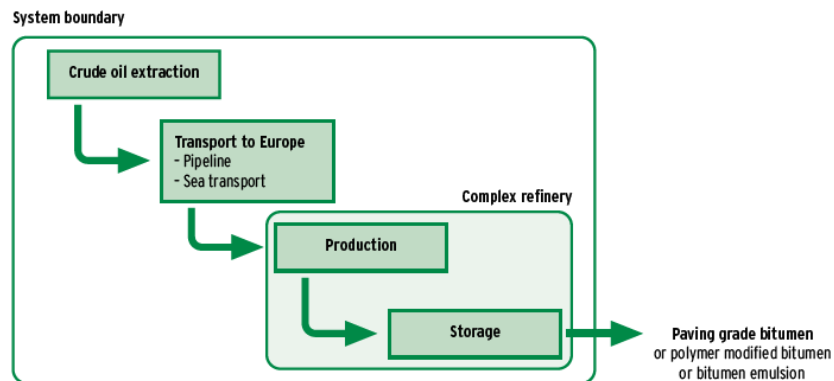 System boundary
Crude oil extraction
Transport to Europe
- Pipeline
- Sea transport
Complex refinery
Production
Storage
Paving grade bitumen
or polymer modified bitumen
or bitumen emulsion